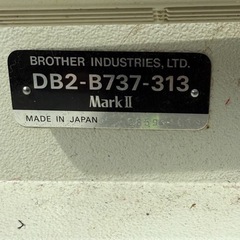 BROTHER INDUSTRIES, LTD.
DB2-B737-313
Mark II
MADE IN JAPAN